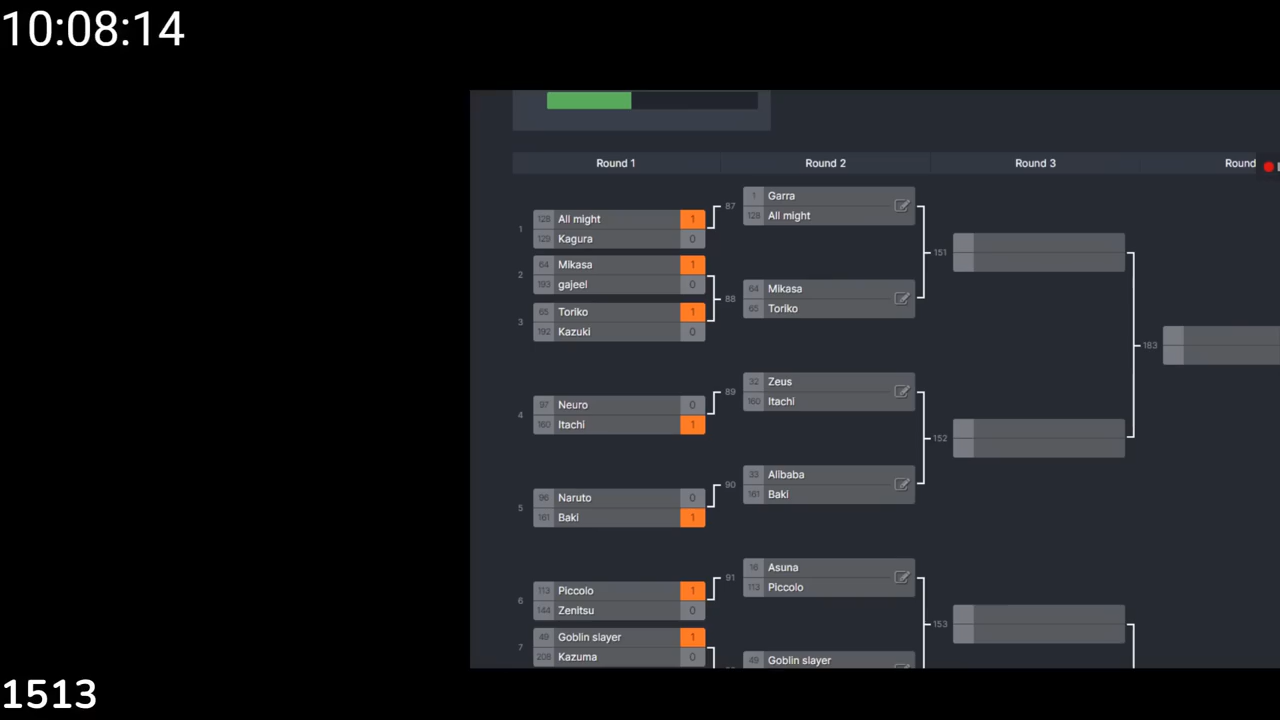 10:08:14
Round 1
Round 2
Round 3
Round
1
128 All might 1
129 Kagura 0
2
64 Mikasa 1
193 gajeel 0
3
65 Toriko 1
192 Kazuki 0
4
97 Neuro 0
160 Itachi 1
5
96 Naruto 0
161 Baki 1
6
113 Piccolo 1
144 Zenitsu 0
7
49 Goblin slayer 1
208 Kazuma 0
87
1 Garra
128 All might
88
64 Mikasa
65 Toriko
89
32 Zeus
160 Itachi
90
33 Alibaba
161 Baki
91
16 Asuna
113 Piccolo
49 Goblin slayer
151
152
153
183
1513